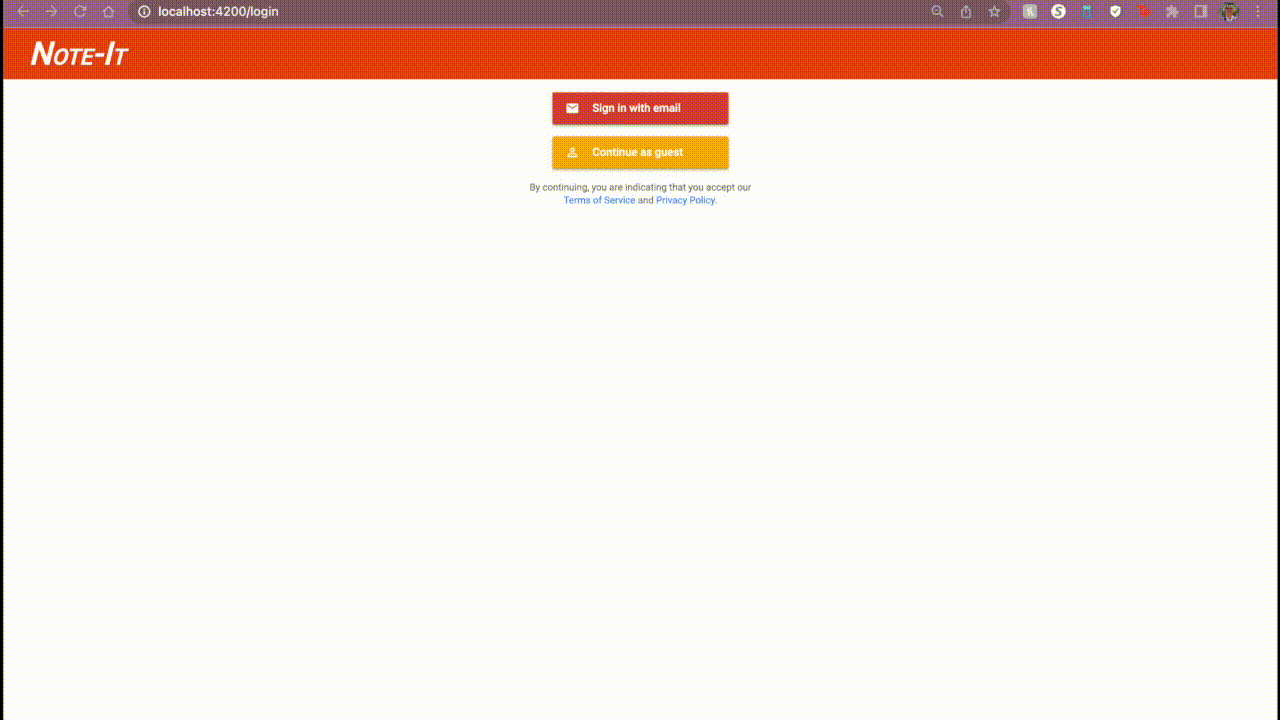 localhost:4200/login
NOTE-IT
Sign in with email
Continue as guest
By continuing, you are indicating that you accept our
Terms of Service and Privacy Policy.